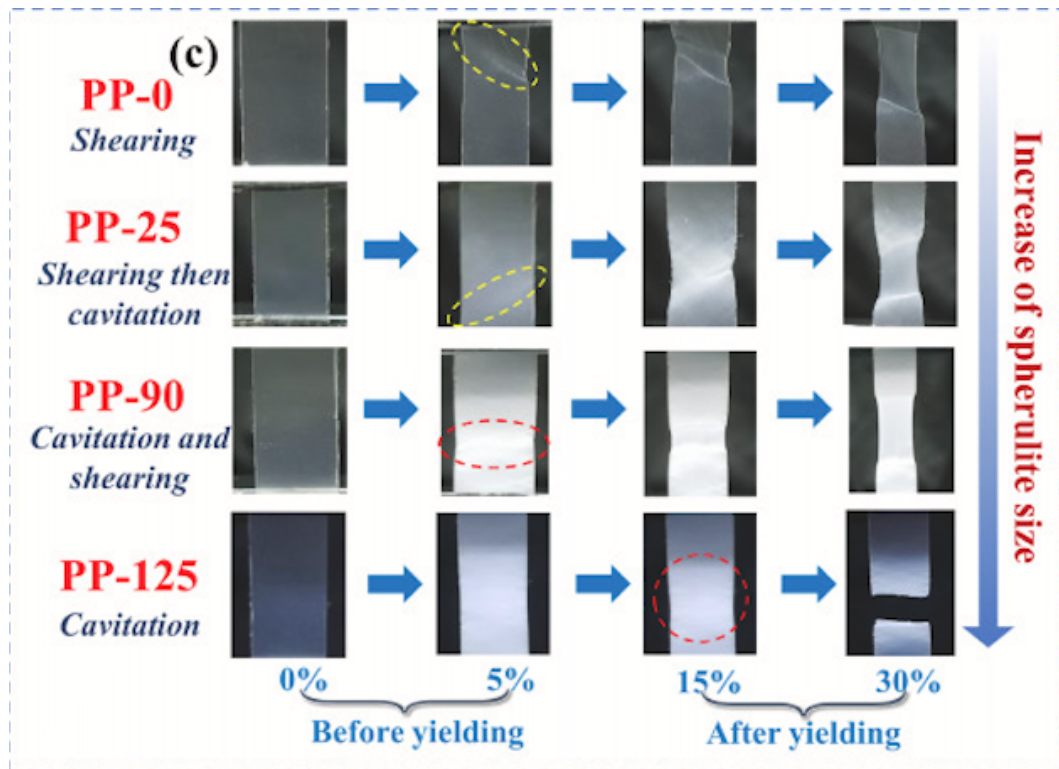 (c)
PP-0
Shearing
PP-25
Shearing then
cavitation
PP-90
Cavitation and
shearing
PP-125
Cavitation
0%
5%
15%
30%
Before yielding
After yielding
Increase of spherulite size